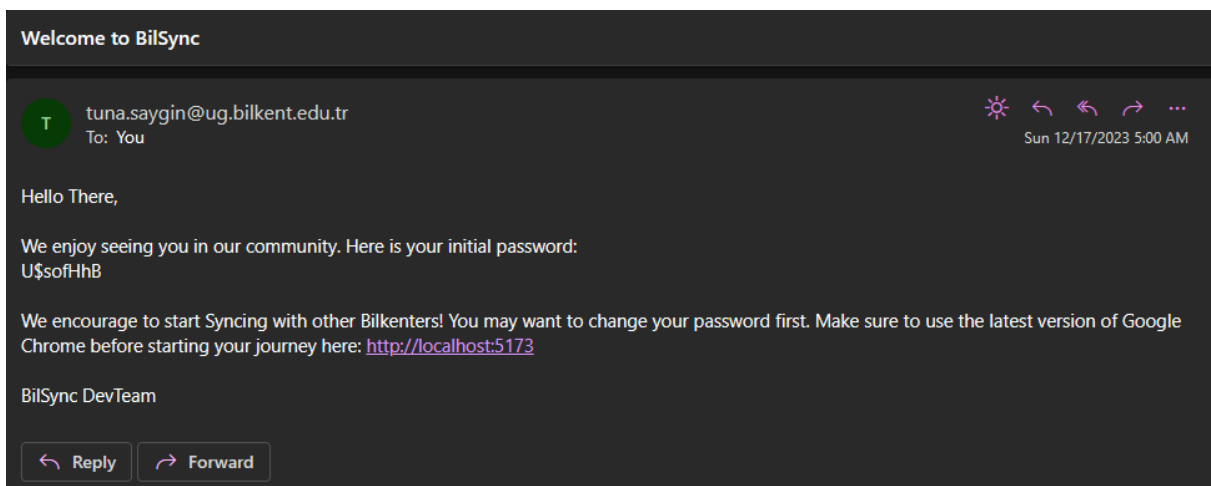 Welcome to BilSync
T
tuna.saygin@ug.bilkent.edu.tr
To: You
Sun 12/17/2023 5:00 AM
Hello There,
We enjoy seeing you in our community. Here is your initial password:
U$sofHhB
We encourage to start Syncing with other Bilkenters! You may want to change your password first. Make sure to use the latest version of Google
Chrome before starting your journey here: http://localhost:5173
BilSync DevTeam
Reply
Forward